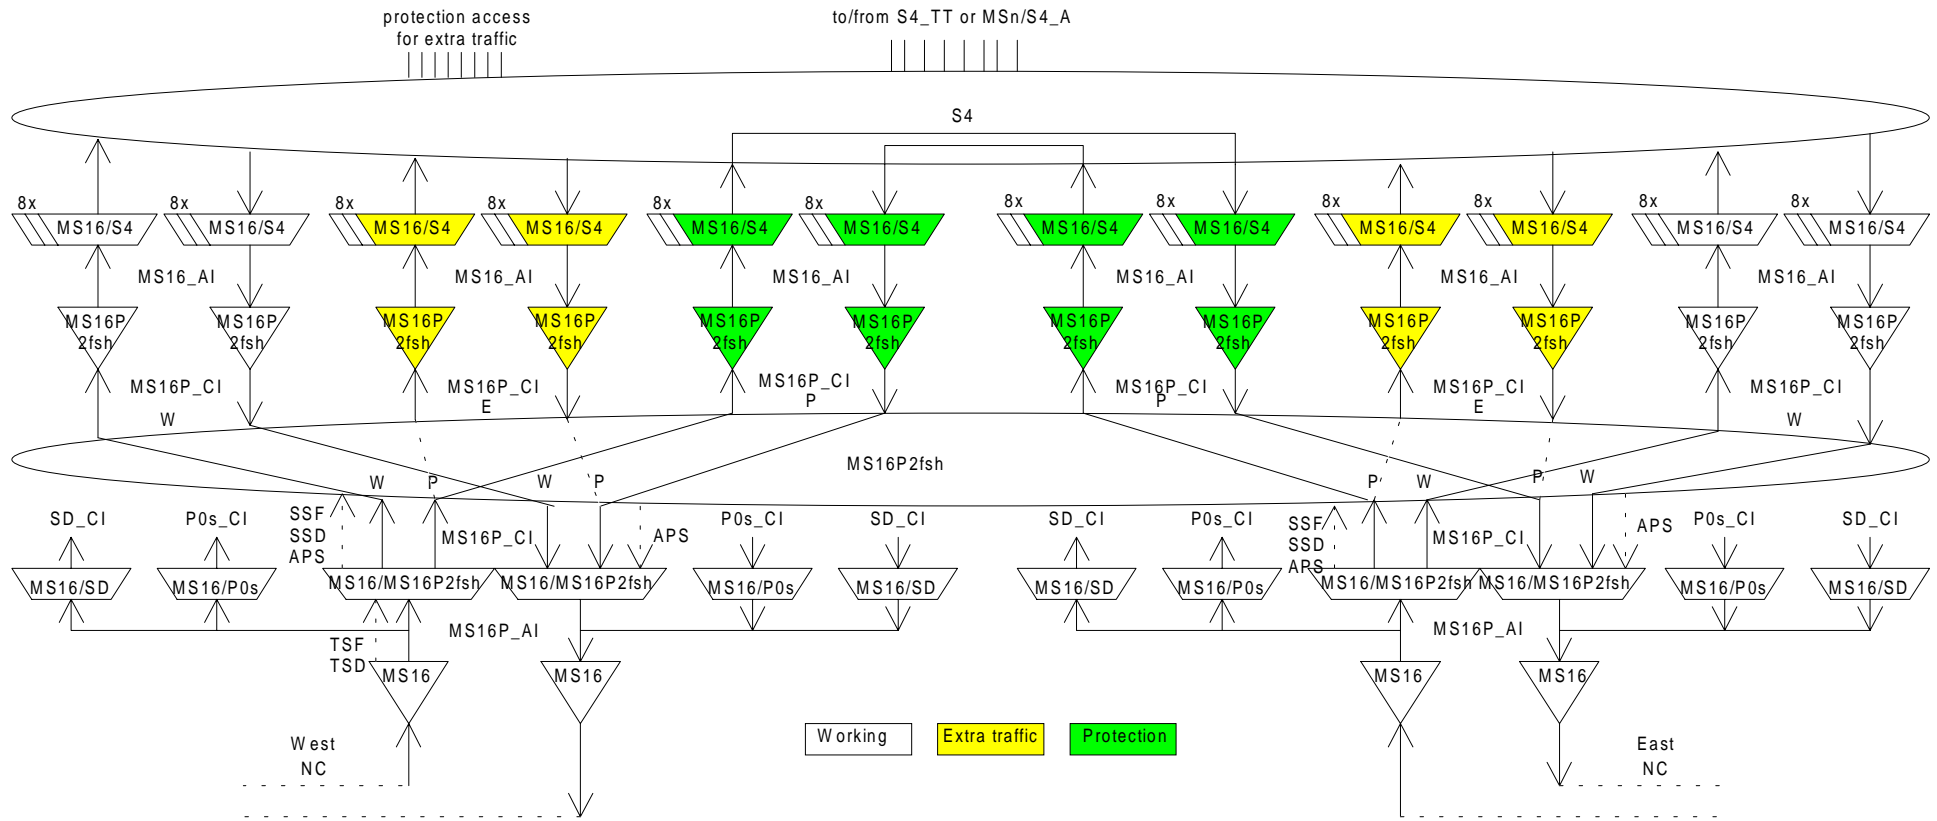 protection access
for extra traffic
to/from S4_TT or MSn/S4_A
S4
8x 8x 8x 8x 8x 8x 8x 8x 8x 8x 8x 8x
MS16/S4 MS16/S4 MS16/S4 MS16/S4 MS16/S4 MS16/S4 MS16/S4 MS16/S4 MS16/S4 MS16/S4 MS16/S4 MS16/S4
MS16_AI MS16_AI MS16_AI MS16_AI MS16_AI MS16_AI
MS16P MS16P MS16P MS16P MS16P MS16P MS16P MS16P MS16P MS16P MS16P MS16P
2fsh 2fsh 2fsh 2fsh 2fsh 2fsh 2fsh 2fsh 2fsh 2fsh 2fsh 2fsh
MS16P_CI MS16P_CI MS16P_CI MS16P_CI MS16P_CI MS16P_CI
W E P P E W
MS16P2fsh
W P W P P W P W
SD_CI P0s_CI SSF P0s_CI SD_CI SD_CI P0s_CI SSF P0s_CI SD_CI
SSD MS16P_CI APS SSD MS16P_CI APS
APS APS
MS16/SD MS16/P0s MS16/MS16P2fsh MS16/MS16P2fsh MS16/P0s MS16/SD MS16/SD MS16/P0s MS16/MS16P2fsh MS16/MS16P2fsh MS16/P0s MS16/SD
TSF MS16P_AI MS16P_AI
TSD MS16 MS16 MS16 MS16
Working Extra traffic Protection
West East
NC NC